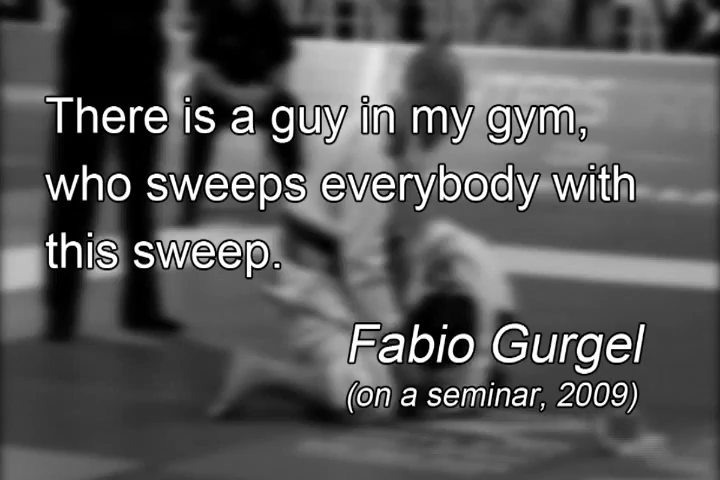 There is a guy in my gym,
who sweeps everybody with
this sweep.
Fabio Gurgel
(on a seminar, 2009)